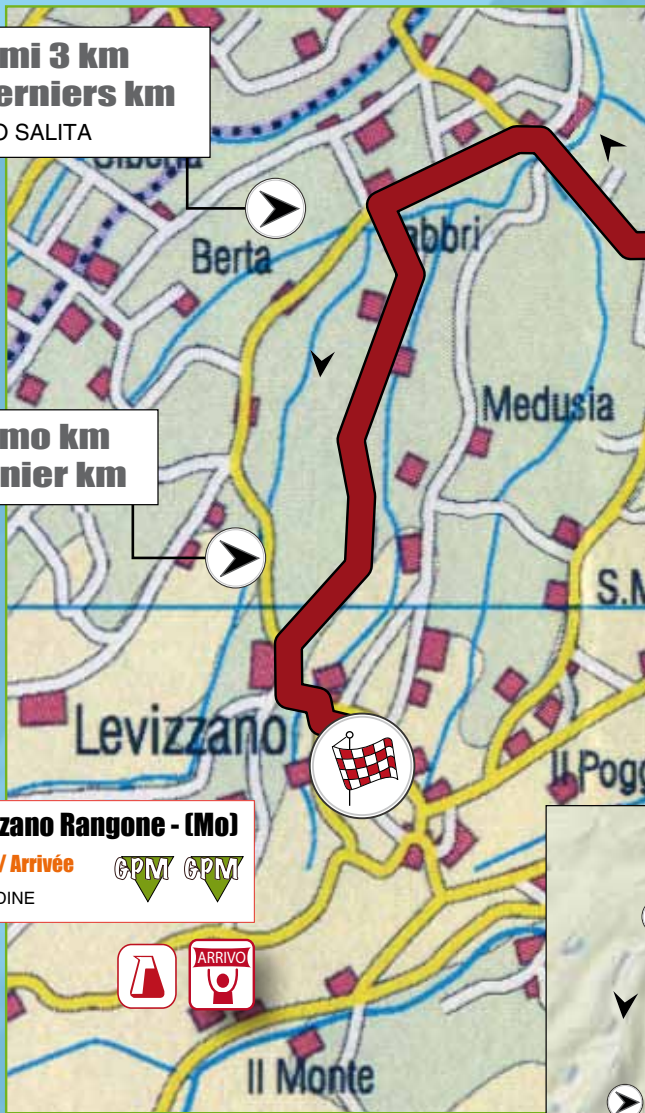 mi 3 km
erniers km
O SALITA
Berta
abbri
Medusia
mo km
nier km
S.M
Levizzano
Il Pogg
zzano Rangone - (Mo)
/ Arrivée
GPM GPM
DINE
ARRIVO
Il Monte